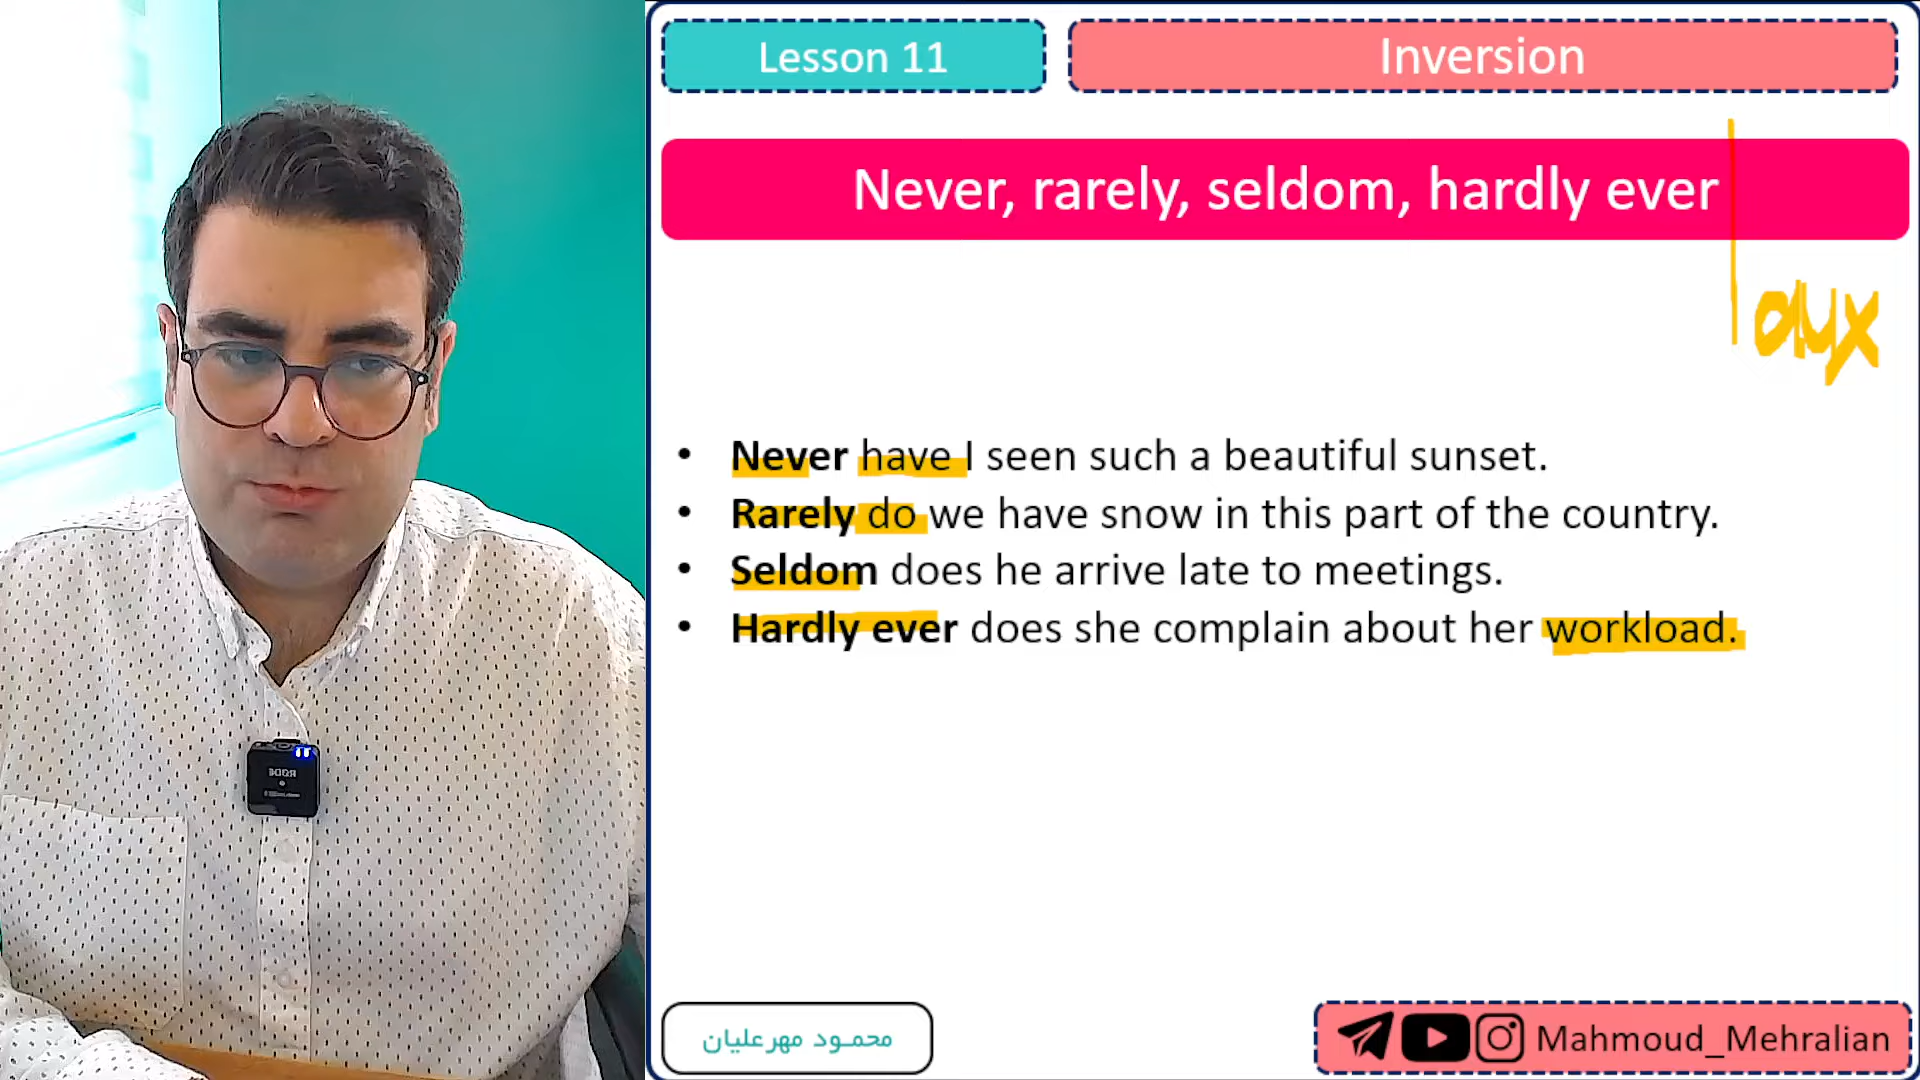 Lesson 11
Inversion
Never, rarely, seldom, hardly ever
aux
• Never have I seen such a beautiful sunset.
• Rarely do we have snow in this part of the country.
• Seldom does he arrive late to meetings.
• Hardly ever does she complain about her workload.
محمـود مهرعلیان
Mahmoud_Mehralian